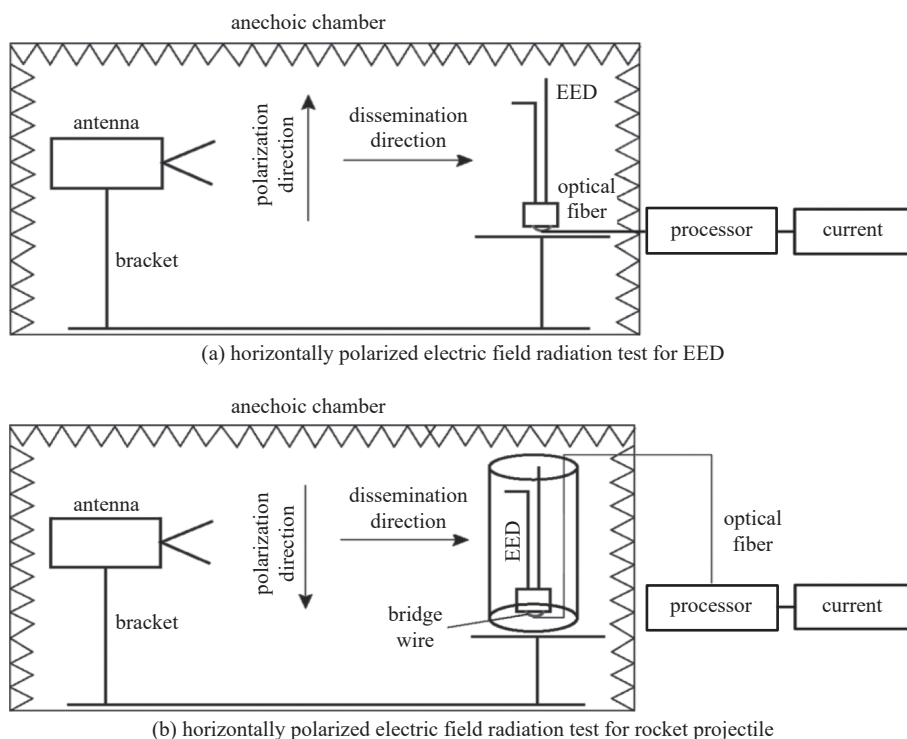 anechoic chamber
antenna
polarization
direction
dissemination
direction
EED
optical
fiber
bracket
processor
current
(a) horizontally polarized electric field radiation test for EED
anechoic chamber
antenna
polarization
direction
dissemination
direction
EED
optical
fiber
bracket
bridge
wire
processor
current
(b) horizontally polarized electric field radiation test for rocket projectile